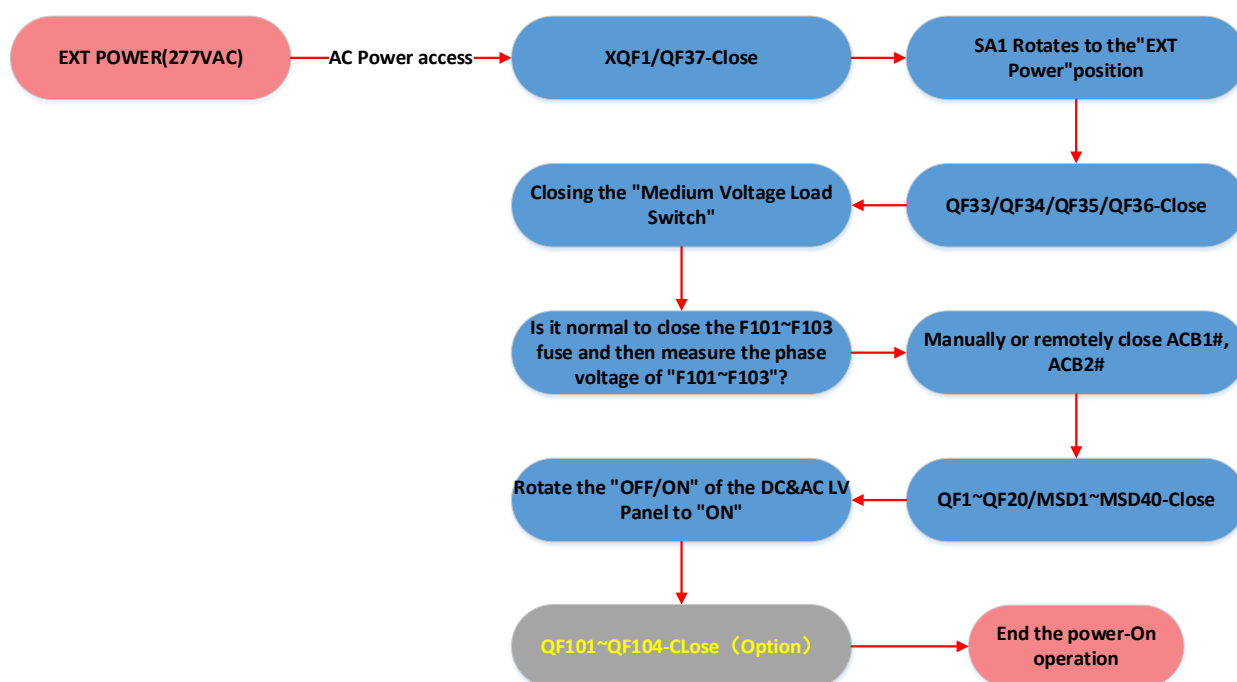 EXT POWER(277VAC)
AC Power access
XQF1/QF37-Close
SA1 Rotates to the"EXT
Power"position
QF33/QF34/QF35/QF36-Close
Closing the "Medium Voltage Load
Switch"
Is it normal to close the F101~F103
fuse and then measure the phase
voltage of "F101~F103"?
Manually or remotely close ACB1#,
ACB2#
QF1~QF20/MSD1~MSD40-Close
Rotate the "OFF/ON" of the DC&AC LV
Panel to "ON"
QF101~QF104-CLose（Option）
End the power-On
operation